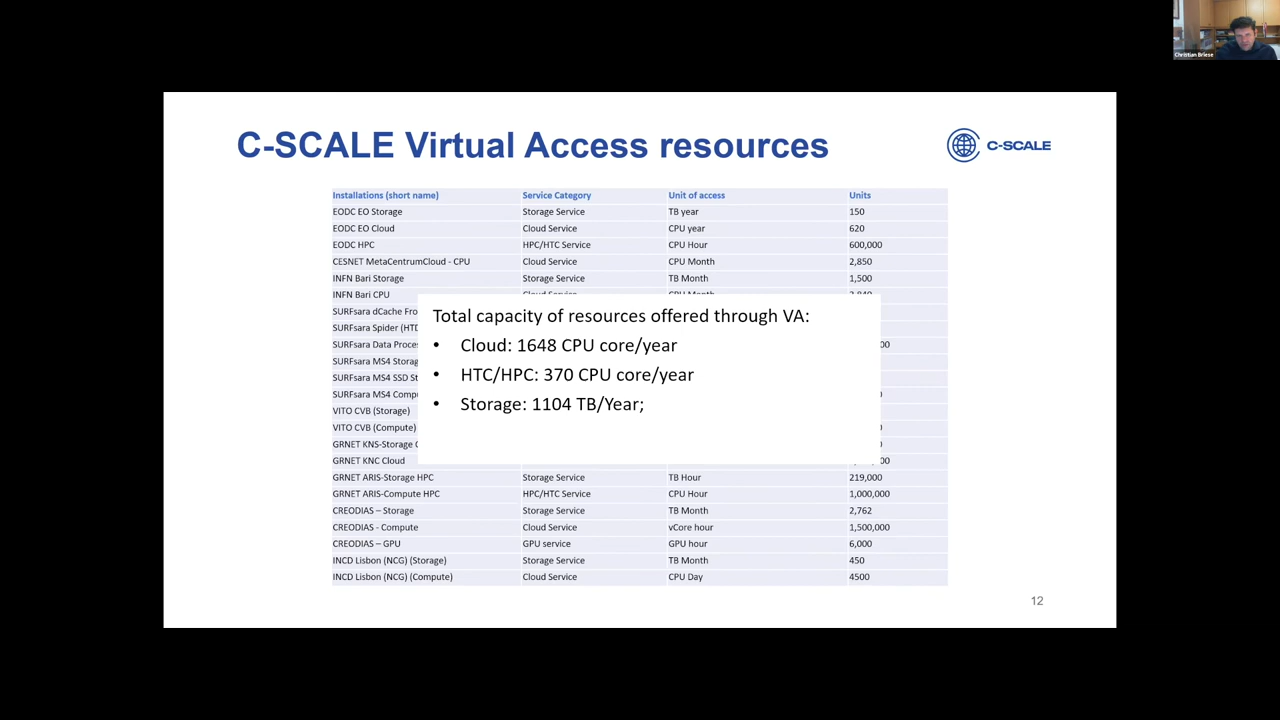 Christian Briese
C-SCALE Virtual Access resources
C-SCALE
Installations (short name) Service Category Unit of access Units
EODC EO Storage Storage Service TB year 150
EODC EO Cloud Cloud Service CPU year 620
EODC HPC HPC/HTC Service CPU Hour 600,000
CESNET MetaCentrumCloud - CPU Cloud Service CPU Month 2,850
INFN Bari Storage Storage Service TB Month 1,500
INFN Bari CPU Cloud Service CPU Month
SURFsara dCache
SURFsara Spider
SURFsara Data
SURFsara MS4
SURFsara MS4 SSD
SURFsara MS4
VITO CVB (Storage)
VITO CVB (Compute)
GRNET KNS-Storage
GRNET KNC Cloud
Total capacity of resources offered through VA:
• Cloud: 1648 CPU core/year
• HTC/HPC: 370 CPU core/year
• Storage: 1104 TB/Year;
GRNET ARIS-Storage HPC Storage Service TB Hour 219,000
GRNET ARIS-Compute HPC HPC/HTC Service CPU Hour 1,000,000
CREODIAS – Storage Storage Service TB Month 2,762
CREODIAS - Compute Cloud Service vCore hour 1,500,000
CREODIAS – GPU GPU service GPU hour 6,000
INCD Lisbon (NCG) (Storage) Storage Service TB Month 450
INCD Lisbon (NCG) (Compute) Cloud Service CPU Day 4500
12